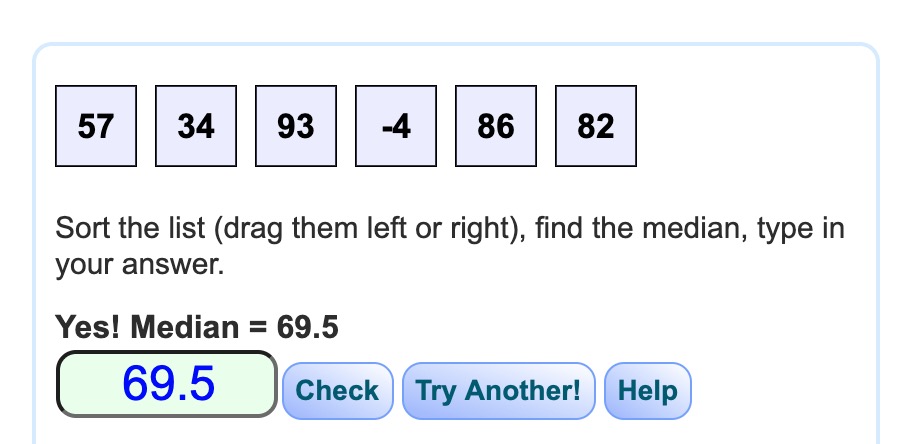 57 34 93 -4 86 82
Sort the list (drag them left or right), find the median, type in
your answer.
Yes! Median = 69.5
69.5 Check Try Another! Help